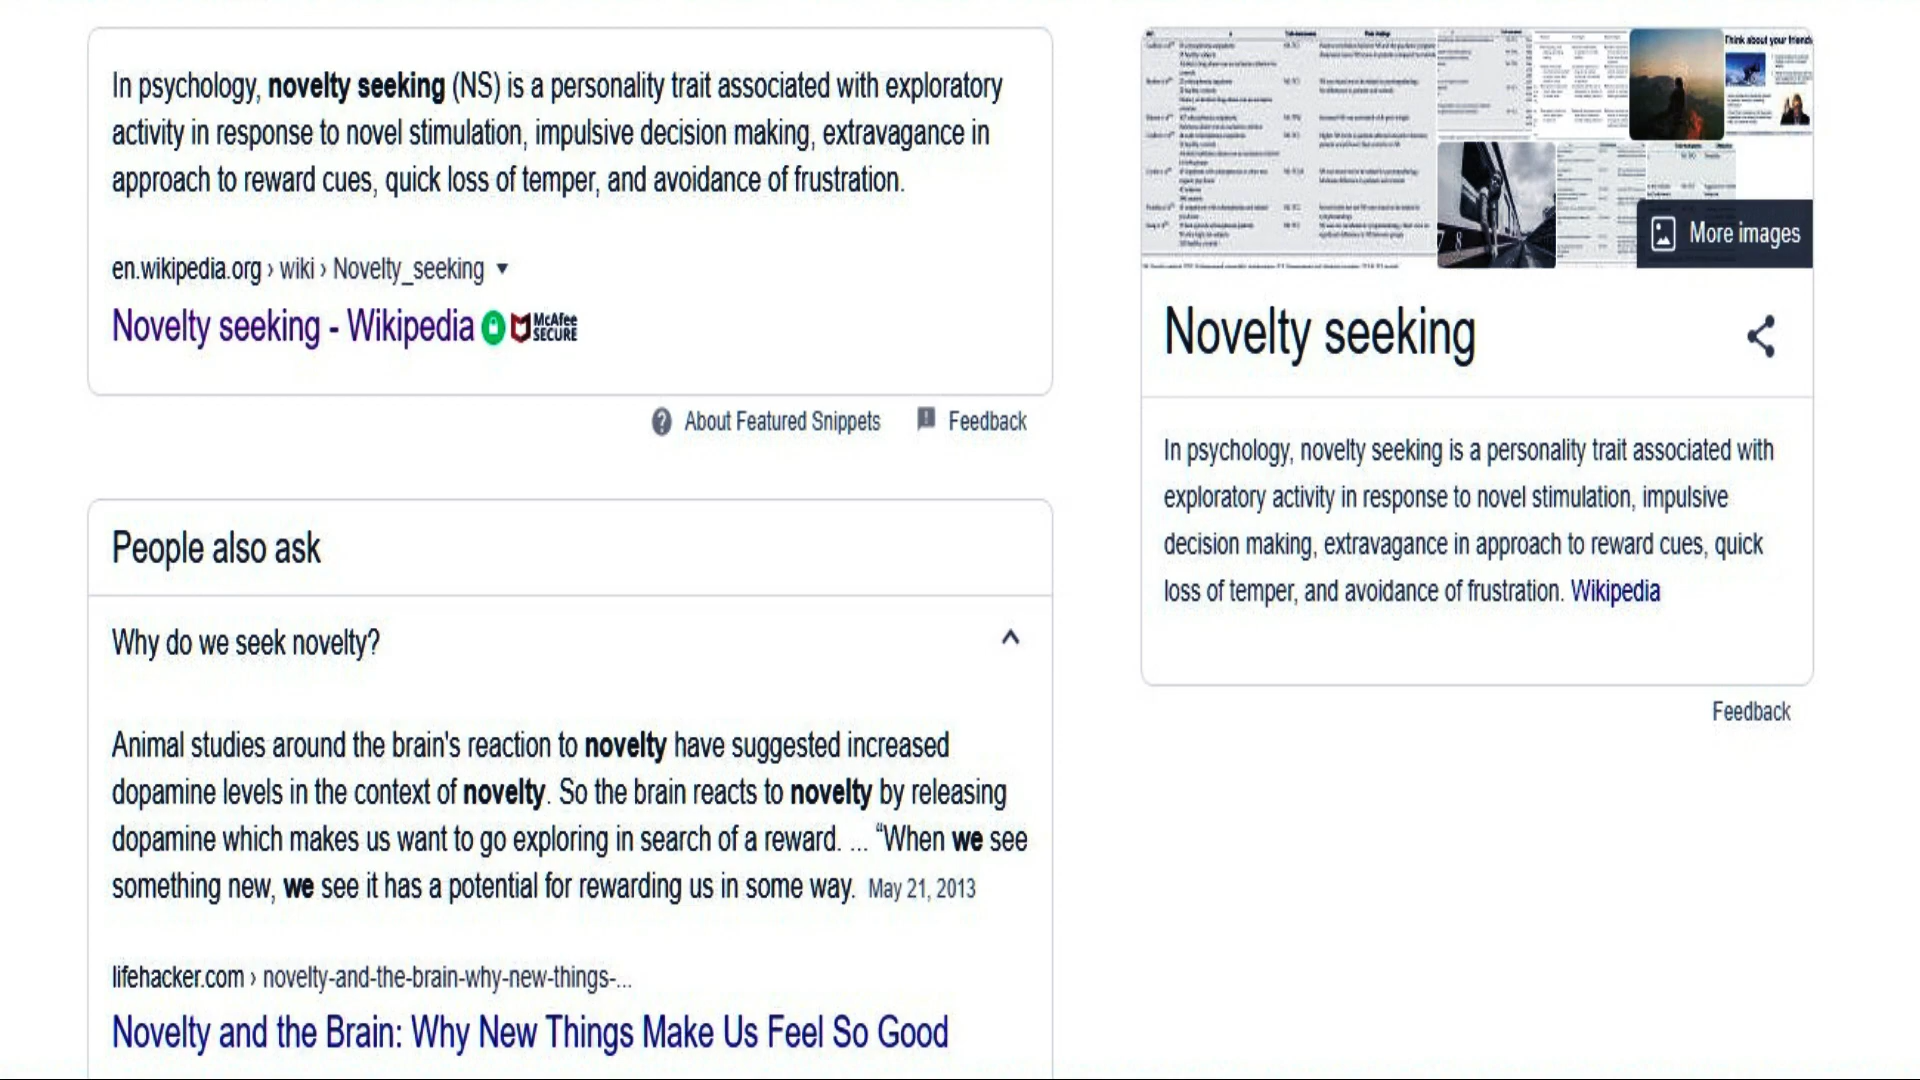 In psychology, novelty seeking (NS) is a personality trait associated with exploratory
activity in response to novel stimulation, impulsive decision making, extravagance in
approach to reward cues, quick loss of temper, and avoidance of frustration.
en.wikipedia.org › wiki › Novelty_seeking
Novelty seeking - Wikipedia McAfee SECURE
About Featured Snippets Feedback
People also ask
Why do we seek novelty?
Animal studies around the brain's reaction to novelty have suggested increased
dopamine levels in the context of novelty. So the brain reacts to novelty by releasing
dopamine which makes us want to go exploring in search of a reward. ... “When we see
something new, we see it has a potential for rewarding us in some way. May 21, 2013
lifehacker.com › novelty-and-the-brain-why-new-things-...
Novelty and the Brain: Why New Things Make Us Feel So Good
Think about your friends
7 8
More images
Novelty seeking
In psychology, novelty seeking is a personality trait associated with
exploratory activity in response to novel stimulation, impulsive
decision making, extravagance in approach to reward cues, quick
loss of temper, and avoidance of frustration. Wikipedia
Feedback